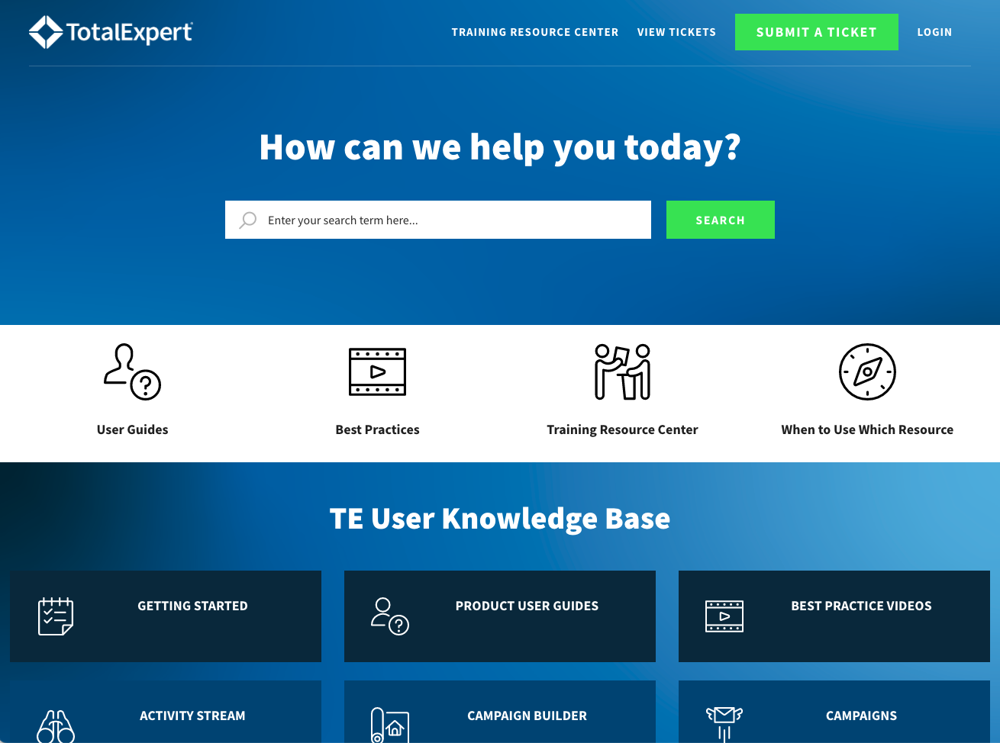 TotalExpert
TRAINING RESOURCE CENTER
VIEW TICKETS
SUBMIT A TICKET
LOGIN
How can we help you today?
Enter your search term here...
SEARCH
User Guides
Best Practices
Training Resource Center
When to Use Which Resource
TE User Knowledge Base
GETTING STARTED
PRODUCT USER GUIDES
BEST PRACTICE VIDEOS
ACTIVITY STREAM
CAMPAIGN BUILDER
CAMPAIGNS